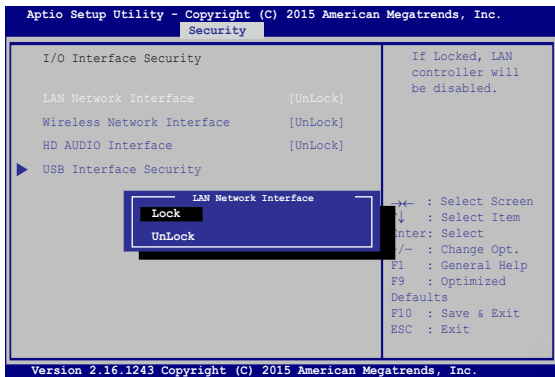 Aptio Setup Utility - Copyright (C) 2015 American Megatrends, Inc.
Security
I/O Interface Security
LAN Network Interface [UnLock]
Wireless Network Interface [UnLock]
HD AUDIO Interface [UnLock]
USB Interface Security
If Locked, LAN
controller will
be disabled.
LAN Network Interface
Lock
UnLock
→← : Select Screen
↑↓ : Select Item
Enter: Select
+/— : Change Opt.
F1 : General Help
F9 : Optimized
Defaults
F10 : Save & Exit
ESC : Exit
Version 2.16.1243 Copyright (C) 2015 American Megatrends, Inc.